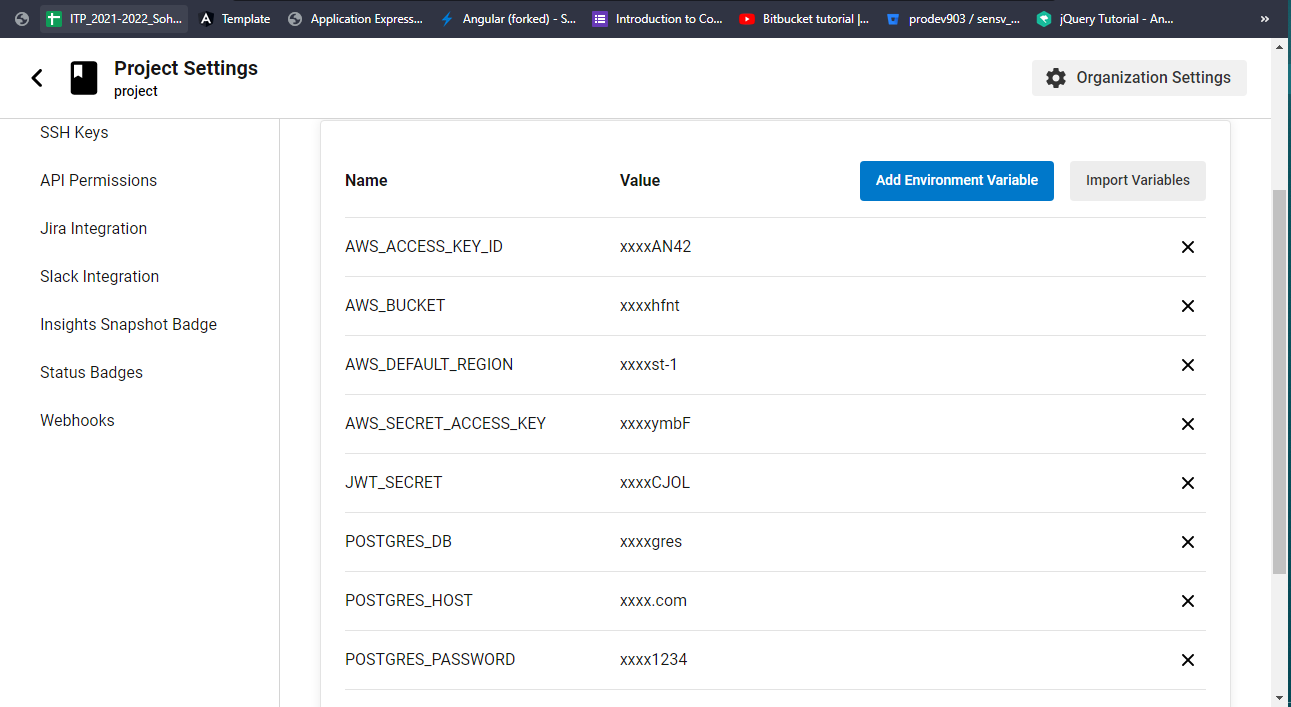 ITP_2021-2022_Soh... Template Application Express... Angular (forked) - S... Introduction to Co... Bitbucket tutorial |... prodev903 / sensv_... jQuery Tutorial - An... »
Project Settings
project
Organization Settings
SSH Keys
API Permissions
Jira Integration
Slack Integration
Insights Snapshot Badge
Status Badges
Webhooks
Name Value Add Environment Variable Import Variables
AWS_ACCESS_KEY_ID xxxxAN42
AWS_BUCKET xxxxhfnt
AWS_DEFAULT_REGION xxxxst-1
AWS_SECRET_ACCESS_KEY xxxxymbF
JWT_SECRET xxxxCJOL
POSTGRES_DB xxxxgres
POSTGRES_HOST xxxx.com
POSTGRES_PASSWORD xxxx1234